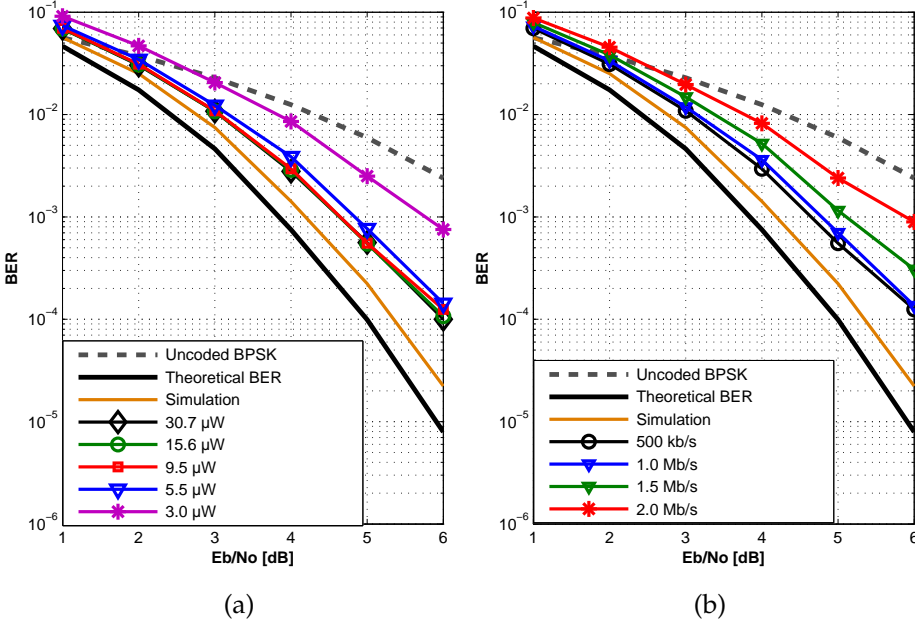 10⁻¹
10⁻²
10⁻³
10⁻⁴
10⁻⁵
10⁻⁶
BER
Uncoded BPSK
Theoretical BER
Simulation
30.7 µW
15.6 µW
9.5 µW
5.5 µW
3.0 µW
1 2 3 4 5 6
Eb/No [dB]
(a)
10⁻¹
10⁻²
10⁻³
10⁻⁴
10⁻⁵
10⁻⁶
BER
Uncoded BPSK
Theoretical BER
Simulation
500 kb/s
1.0 Mb/s
1.5 Mb/s
2.0 Mb/s
1 2 3 4 5 6
Eb/No [dB]
(b)